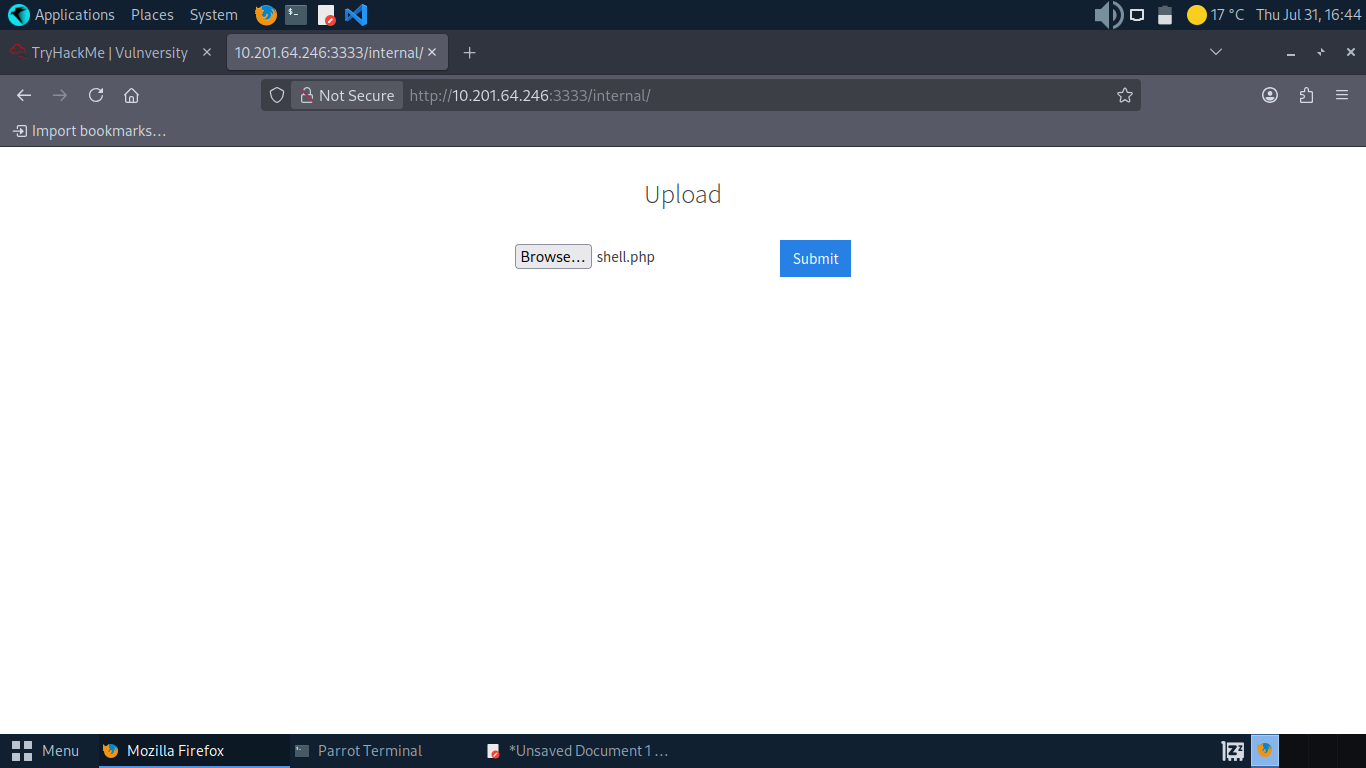 Applications Places System 17 °C Thu Jul 31, 16:44
TryHackMe | Vulnversity 10.201.64.246:3333/internal/
Not Secure http://10.201.64.246:3333/internal/
Import bookmarks…
Upload
Browse… shell.php Submit
Menu Mozilla Firefox Parrot Terminal *Unsaved Document 1 …